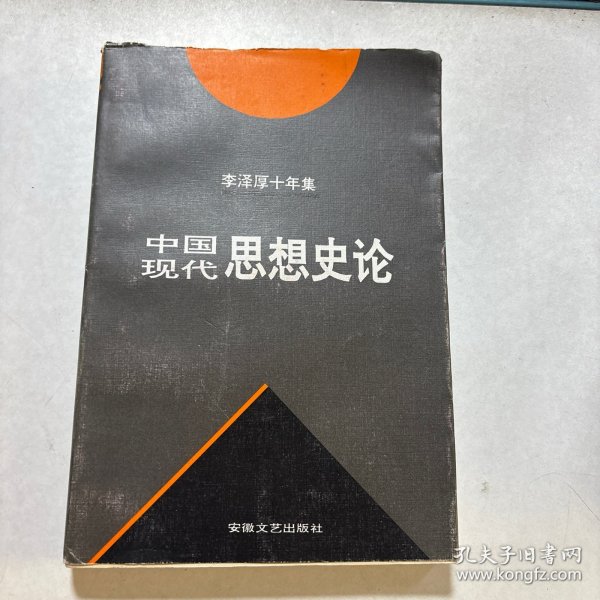 李泽厚十年集
中国
现代
思想史论
安徽文艺出版社
孔夫子旧书网
www.kongfz.com